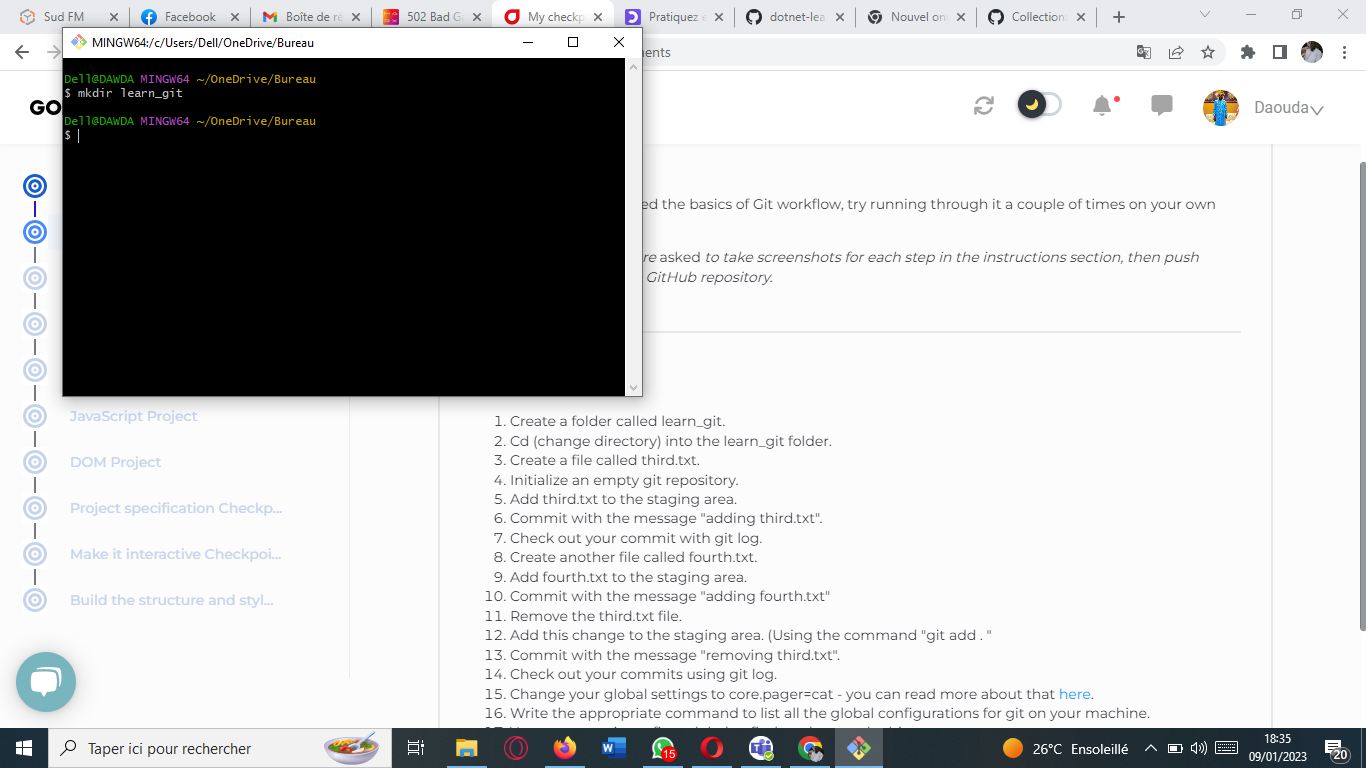 Sud FM
Facebook
Boîte de ré
502 Bad G
My checkp
Pratiquez e
dotnet-lea
Nouvel on
Collection
MINGW64:/c/Users/Dell/OneDrive/Bureau
Dell@DAWDA MINGW64 ~/OneDrive/Bureau
$ mkdir learn_git
Dell@DAWDA MINGW64 ~/OneDrive/Bureau
$
nents
GO
Daouda
ed the basics of Git workflow, try running through it a couple of times on your own
re asked to take screenshots for each step in the instructions section, then push
GitHub repository.
JavaScript Project
DOM Project
Project specification Checkp...
Make it interactive Checkpoi...
Build the structure and styl...
1. Create a folder called learn_git.
2. Cd (change directory) into the learn_git folder.
3. Create a file called third.txt.
4. Initialize an empty git repository.
5. Add third.txt to the staging area.
6. Commit with the message "adding third.txt".
7. Check out your commit with git log.
8. Create another file called fourth.txt.
9. Add fourth.txt to the staging area.
10. Commit with the message "adding fourth.txt"
11. Remove the third.txt file.
12. Add this change to the staging area. (Using the command "git add . "
13. Commit with the message "removing third.txt".
14. Check out your commits using git log.
15. Change your global settings to core.pager=cat - you can read more about that here.
16. Write the appropriate command to list all the global configurations for git on your machine.
Taper ici pour rechercher
15
26°C Ensoleillé
18:35
09/01/2023
20